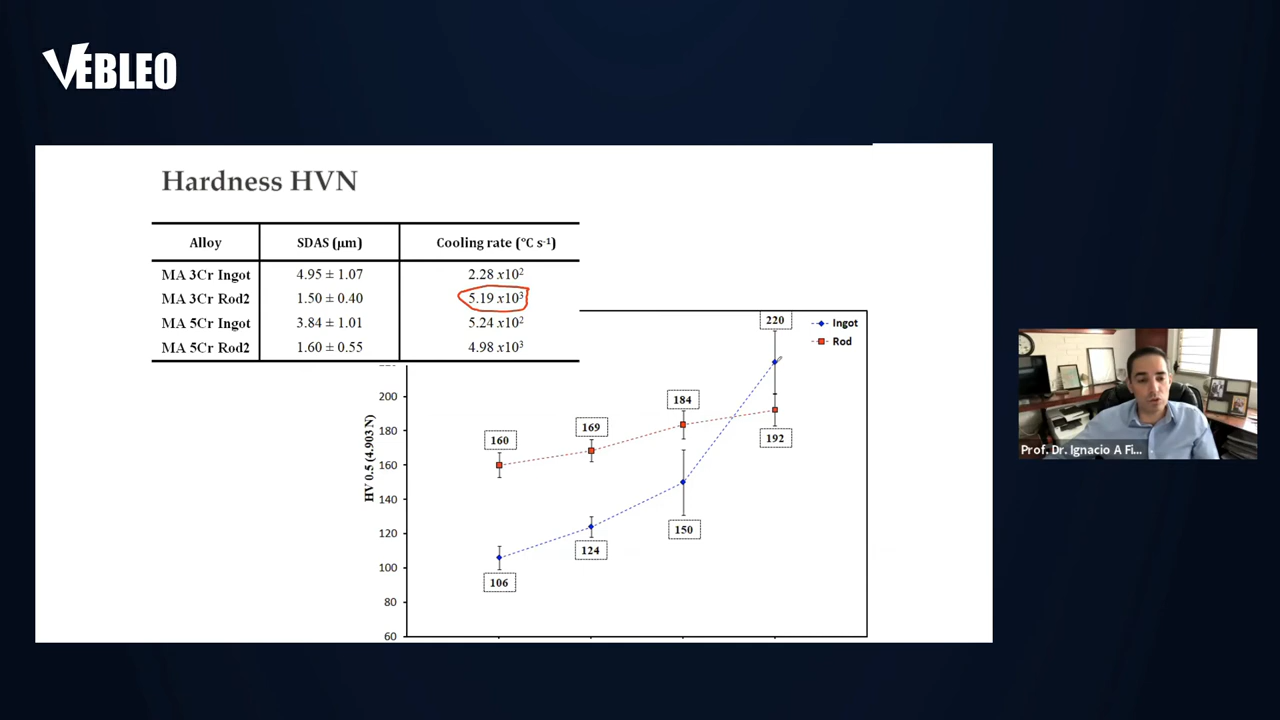 VEBLEO
Hardness HVN
Alloy SDAS (μm) Cooling rate (°C s-1)
MA 3Cr Ingot 4.95 ± 1.07 2.28 x10²
MA 3Cr Rod2 1.50 ± 0.40 5.19 x10³
MA 5Cr Ingot 3.84 ± 1.01 5.24 x10²
MA 5Cr Rod2 1.60 ± 0.55 4.98 x10³
220
Ingot
Rod
200
180
160
140
120
100
80
60
HV 0.5 (4.903 N)
160
169
184
192
106
124
150
Prof. Dr. Ignacio A Fi...